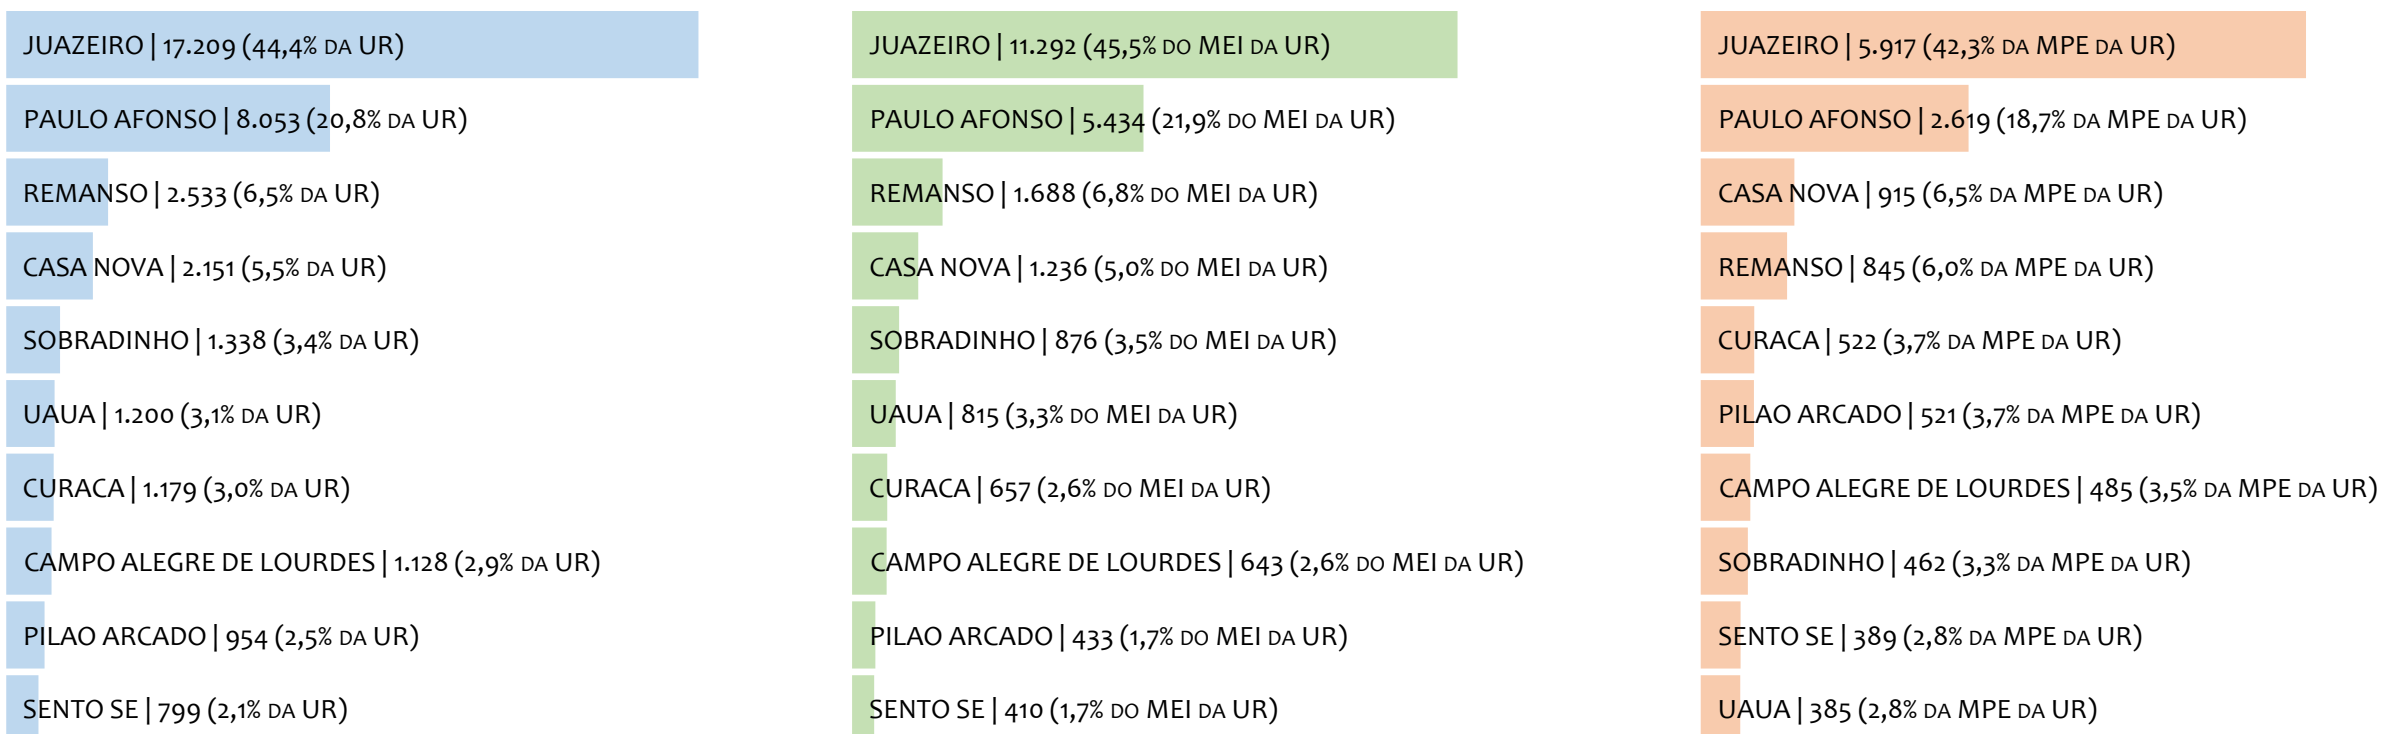 JUAZEIRO | 17.209 (44,4% DA UR)
PAULO AFONSO | 8.053 (20,8% DA UR)
REMANSO | 2.533 (6,5% DA UR)
CASA NOVA | 2.151 (5,5% DA UR)
SOBRADINHO | 1.338 (3,4% DA UR)
UAUA | 1.200 (3,1% DA UR)
CURACA | 1.179 (3,0% DA UR)
CAMPO ALEGRE DE LOURDES | 1.128 (2,9% DA UR)
PILAO ARCADO | 954 (2,5% DA UR)
SENTO SE | 799 (2,1% DA UR)
JUAZEIRO | 11.292 (45,5% DO MEI DA UR)
PAULO AFONSO | 5.434 (21,9% DO MEI DA UR)
REMANSO | 1.688 (6,8% DO MEI DA UR)
CASA NOVA | 1.236 (5,0% DO MEI DA UR)
SOBRADINHO | 876 (3,5% DO MEI DA UR)
UAUA | 815 (3,3% DO MEI DA UR)
CURACA | 657 (2,6% DO MEI DA UR)
CAMPO ALEGRE DE LOURDES | 643 (2,6% DO MEI DA UR)
PILAO ARCADO | 433 (1,7% DO MEI DA UR)
SENTO SE | 410 (1,7% DO MEI DA UR)
JUAZEIRO | 5.917 (42,3% DA MPE DA UR)
PAULO AFONSO | 2.619 (18,7% DA MPE DA UR)
CASA NOVA | 915 (6,5% DA MPE DA UR)
REMANSO | 845 (6,0% DA MPE DA UR)
CURACA | 522 (3,7% DA MPE DA UR)
PILAO ARCADO | 521 (3,7% DA MPE DA UR)
CAMPO ALEGRE DE LOURDES | 485 (3,5% DA MPE DA UR)
SOBRADINHO | 462 (3,3% DA MPE DA UR)
SENTO SE | 389 (2,8% DA MPE DA UR)
UAUA | 385 (2,8% DA MPE DA UR)